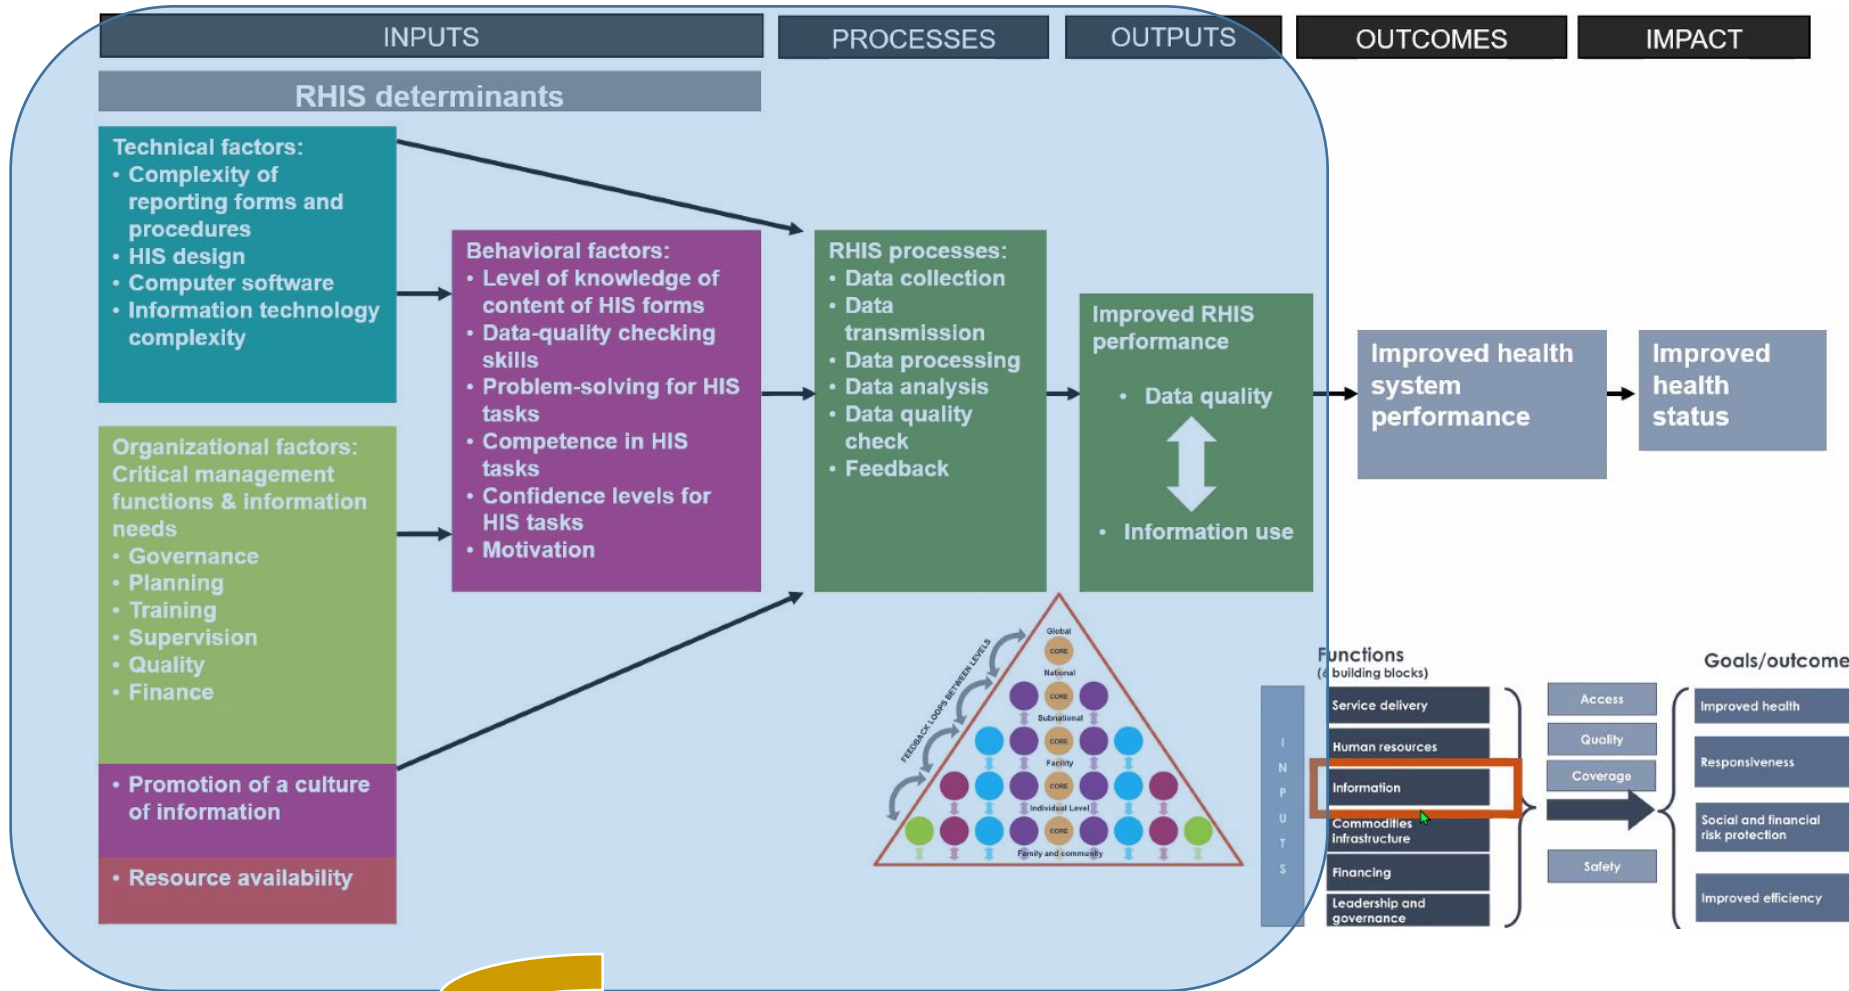 INPUTS
PROCESSES
OUTPUTS
OUTCOMES
IMPACT
RHIS determinants
Technical factors:
• Complexity of
reporting forms and
procedures
• HIS design
• Computer software
• Information technology
complexity
Organizational factors:
Critical management
functions & information
needs
• Governance
• Planning
• Training
• Supervision
• Quality
• Finance
• Promotion of a culture
of information
• Resource availability
Behavioral factors:
• Level of knowledge of
content of HIS forms
• Data-quality checking
skills
• Problem-solving for HIS
tasks
• Competence in HIS
tasks
• Confidence levels for
HIS tasks
• Motivation
RHIS processes:
• Data collection
• Data
transmission
• Data processing
• Data analysis
• Data quality
check
• Feedback
Improved RHIS
performance
• Data quality
• Information use
Improved health
system
performance
Improved
health
status
FEEDBACK LOOPS BETWEEN LEVELS
Global
CORE
National
CORE
Subnational
CORE
Facility
CORE
Individual Level
CORE
Family and community
INPUTS
Functions
(6 building blocks)
Service delivery
Human resources
Information
Commodities
infrastructure
Financing
Leadership and
governance
Access
Quality
Coverage
Safety
Goals/outcome
Improved health
Responsiveness
Social and financial
risk protection
Improved efficiency